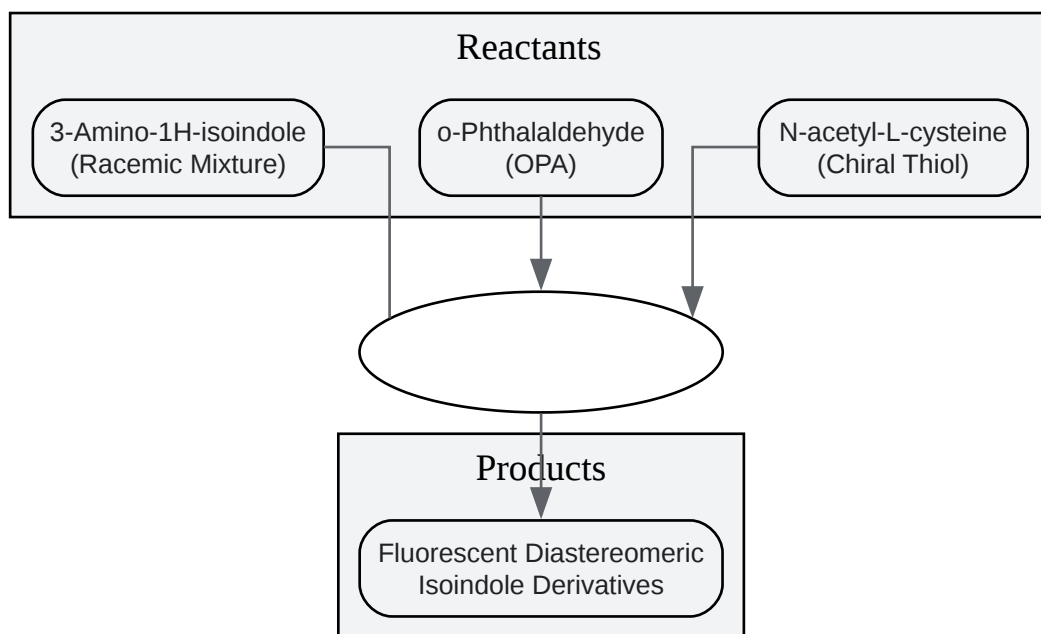 Reactants
3-Amino-1H-isoindole
(Racemic Mixture)
o-Phthalaldehyde
(OPA)
N-acetyl-L-cysteine
(Chiral Thiol)
Products
Fluorescent Diastereomeric
Isoindole Derivatives